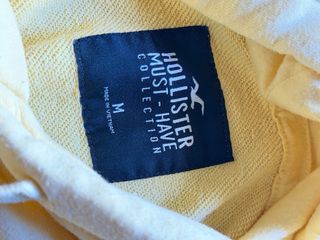 HOLLISTER
MUST - HAVE
COLLECTION
M
MADE IN VIETNAM